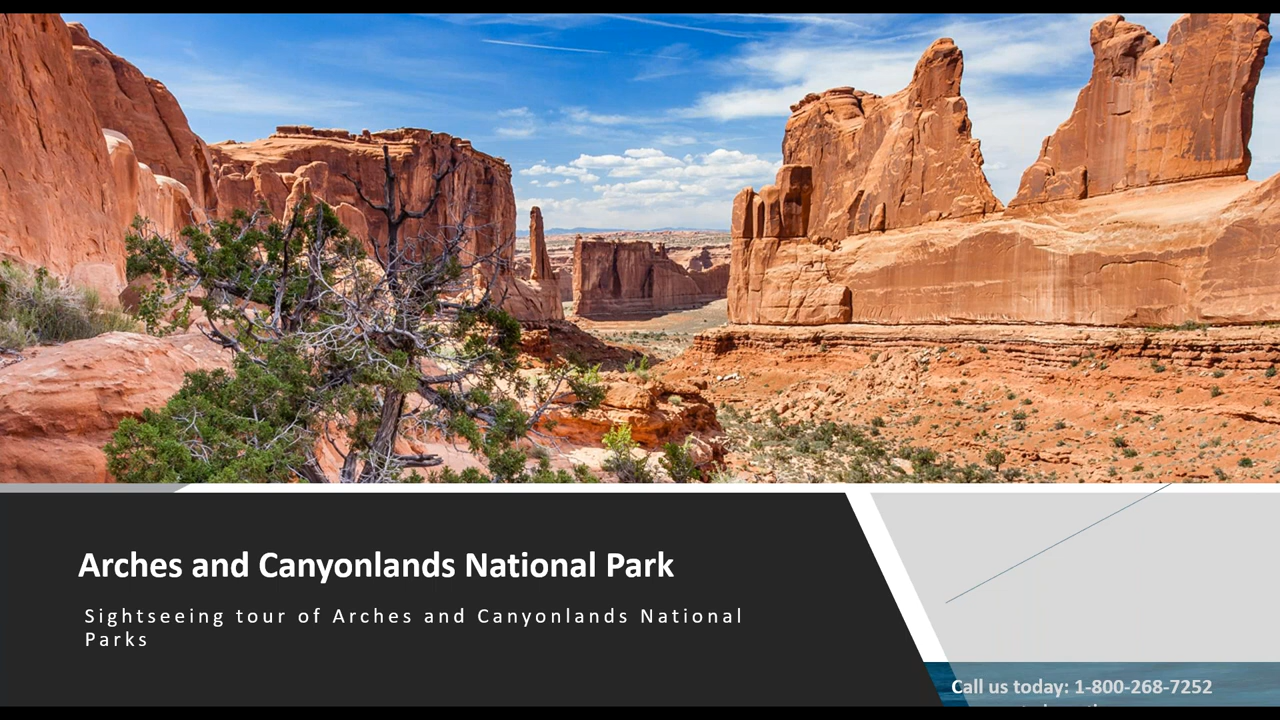 Arches and Canyonlands National Park
Sightseeing tour of Arches and Canyonlands National
Parks
Call us today: 1-800-268-7252